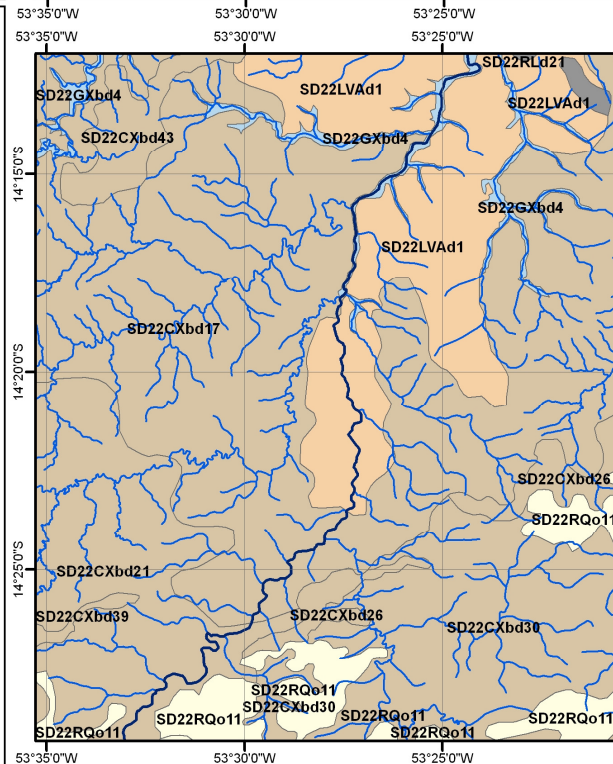 53°35'0"W 53°30'0"W 53°25'0"W
53°35'0"W 53°30'0"W 53°25'0"W
SD22RLd21
SD22LVAd1
SD22GXbd4
SD22LVAd1
SD22CXbd43
SD22GXbd4
14°15'0"S
SD22GXbd4
SD22LVAd1
SD22CXbd17
14°20'0"S
SD22CXbd26
SD22RQo11
14°25'0"S
SD22CXbd21
SD22CXbd39
SD22CXbd26
SD22CXbd30
SD22RQo11
SD22CXbd30
SD22RQo11
SD22RQo11
SD22RQo11
SD22RQo11
SD22RQo11
53°35'0"W 53°30'0"W 53°25'0"W